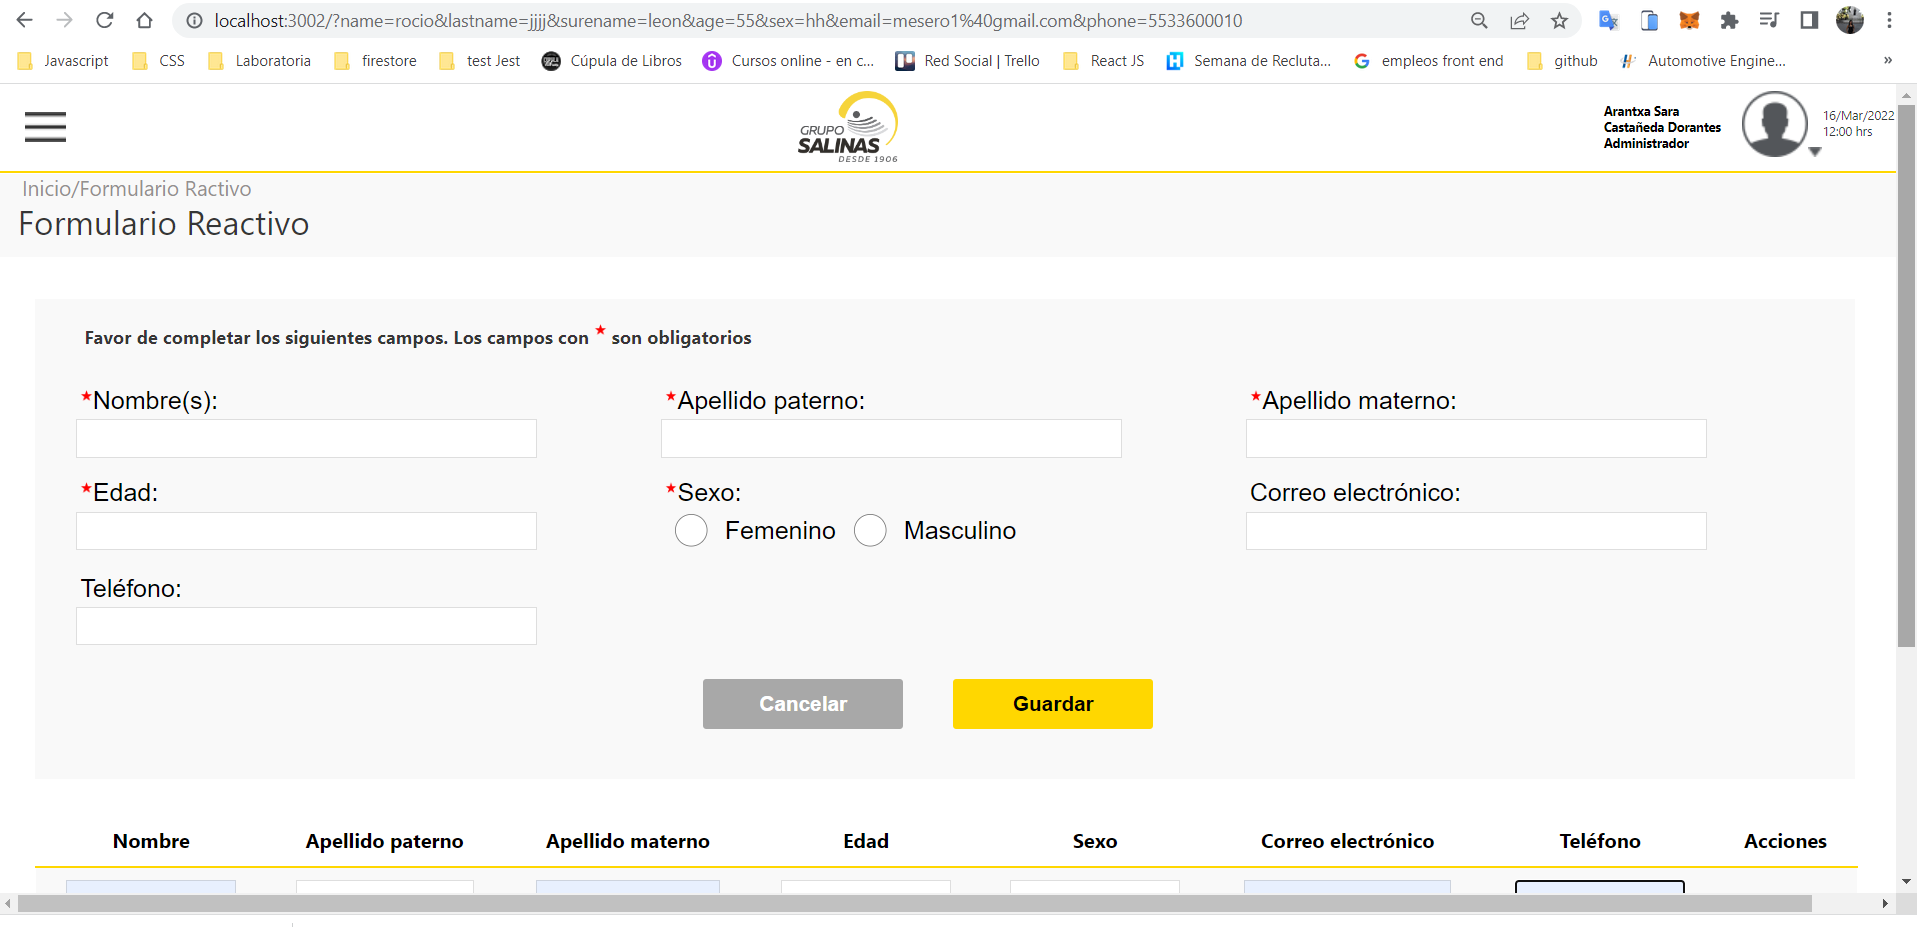 localhost:3002/?name=rocio&lastname=jjjj&surename=leon&age=55&sex=hh&email=mesero1%40gmail.com&phone=5533600010
Javascript CSS Laboratoria firestore test Jest Cúpula de Libros Cursos online - en c... Red Social | Trello React JS Semana de Recluta... empleos front end github Automotive Engine... »
GRUPO
SALINAS
DESDE 1906
Arantxa Sara
Castañeda Dorantes
Administrador
16/Mar/2022
12:00 hrs
Inicio/Formulario Ractivo
Formulario Reactivo
Favor de completar los siguientes campos. Los campos con * son obligatorios
*Nombre(s): *Apellido paterno: *Apellido materno:
*Edad: *Sexo: Correo electrónico:
Femenino Masculino
Teléfono:
Cancelar Guardar
Nombre Apellido paterno Apellido materno Edad Sexo Correo electrónico Teléfono Acciones